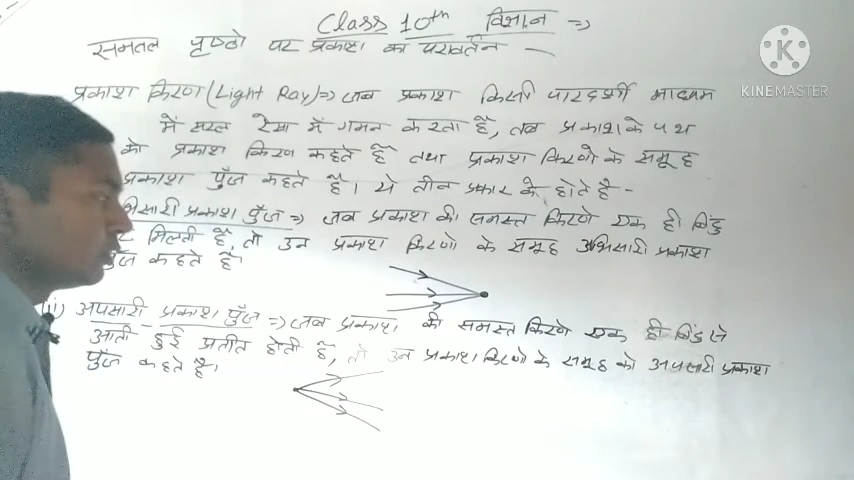 Class 10th विज्ञान ⇒
समतल पृष्ठो पर प्रकाश का परावर्तन –
प्रकाश किरण (Light Ray) ⇒ जब प्रकाश किसी पारदर्शी माध्यम
में सरल रेखा में गमन करता है, तब प्रकाश के पथ
को प्रकाश किरण कहते हैं तथा प्रकाश किरणो के समूह
प्रकाश पुँज कहते है। ये तीन प्रकार के होते है -
भिसारी प्रकाश पुँज ⇒ जब प्रकाश की समस्त किरणे एक ही बिंदु
मिलती हैं, तो उन प्रकाश किरणो के समूह अभिसारी प्रकाश
पुँज कहते है
(ii) अपसारी प्रकाश पुँज ⇒ जब प्रकाश की समस्त किरणे एक ही बिंदु से
आती हुई प्रतीत होती हैं, तो उन प्रकाश किरणो के समूह को अपसारी प्रकाश
पुँज कहते है।
KINEMASTER